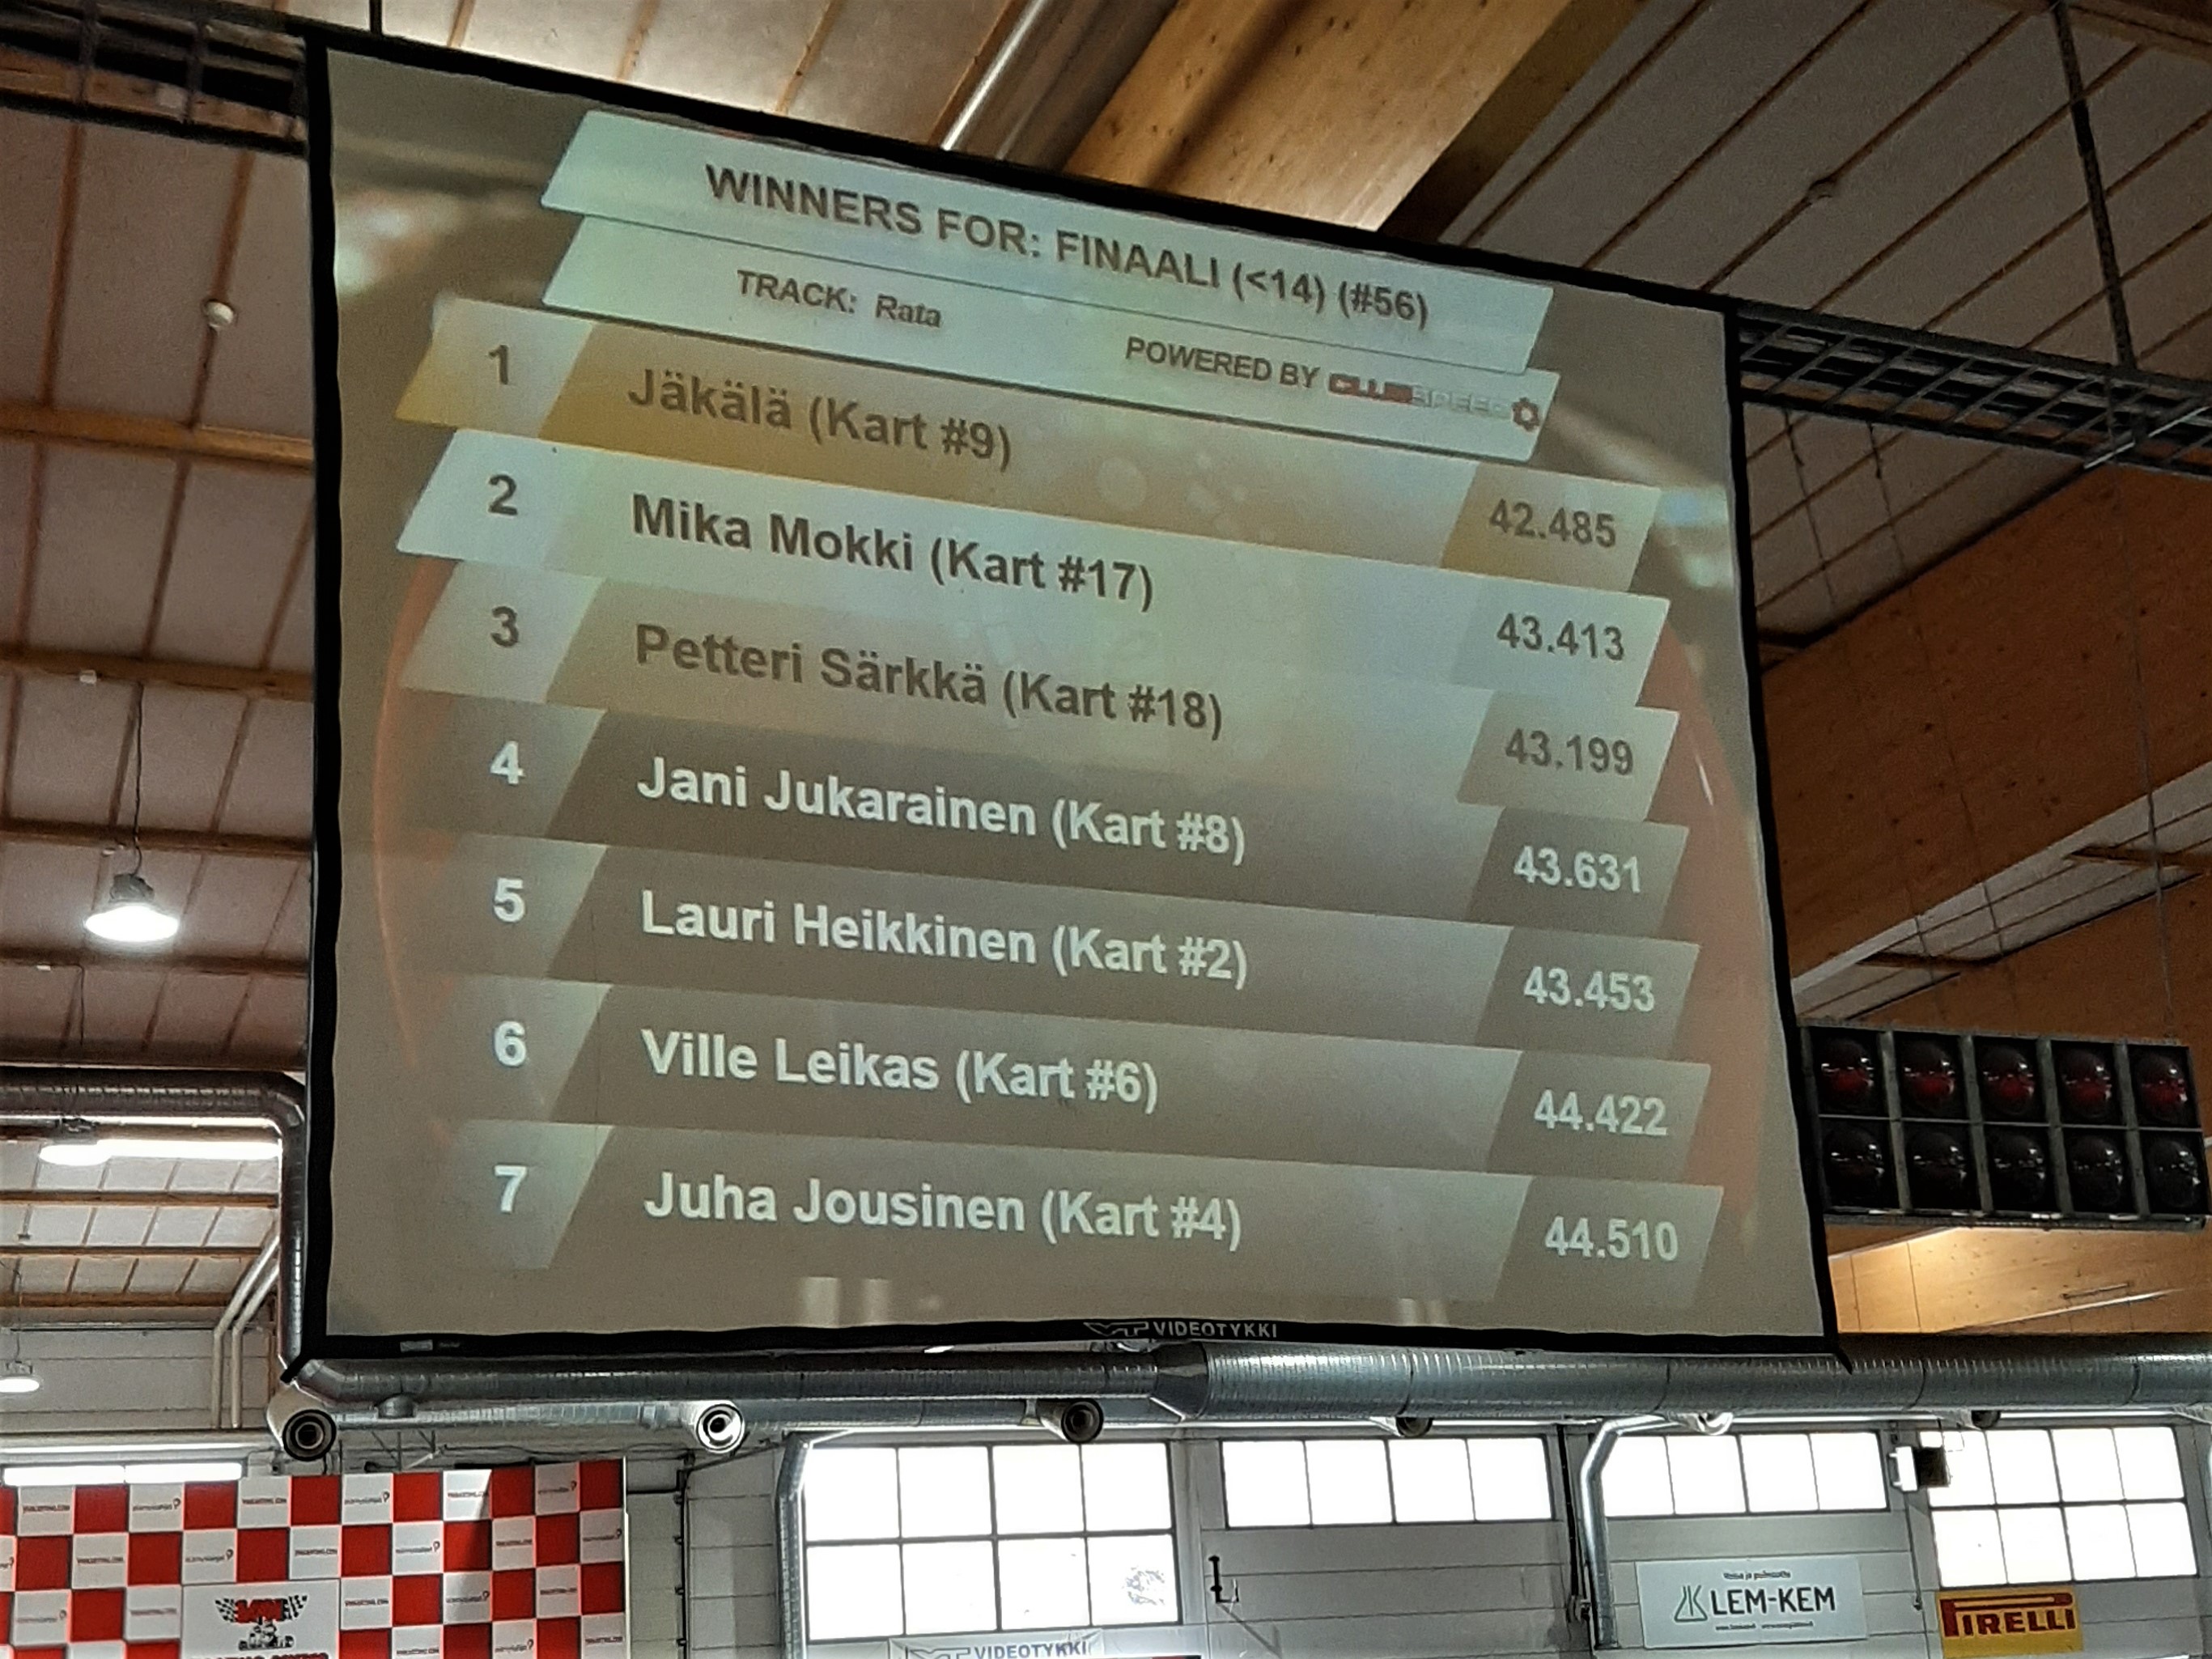 WINNERS FOR: FINAALI (<14) (#56)
TRACK: Rata
POWERED BY CLUBSPEED
1 Jäkälä (Kart #9) 42.485
2 Mika Mokki (Kart #17) 43.413
3 Petteri Särkkä (Kart #18) 43.199
4 Jani Jukarainen (Kart #8) 43.631
5 Lauri Heikkinen (Kart #2) 43.453
6 Ville Leikas (Kart #6) 44.422
7 Juha Jousinen (Kart #4) 44.510
VT VIDEOTYKKI
LEM-KEM
PIRELLI
VT VIDEOTYKKI